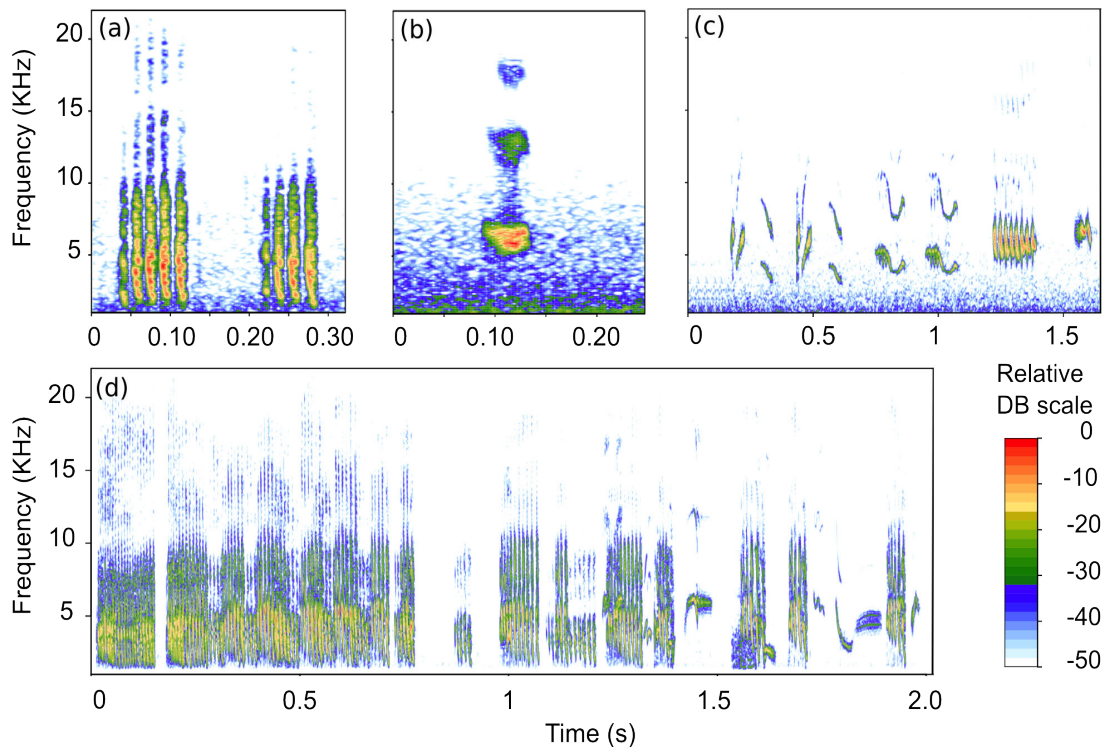 (a)
(b)
(c)
Frequency (KHz)
20
15
10
5
0 0.10 0.20 0.30
0 0.10 0.20
0 0.5 1 1.5
(d)
Frequency (KHz)
20
15
10
5
0 0.5 1 1.5 2.0
Time (s)
Relative
DB scale
0
-10
-20
-30
-40
-50